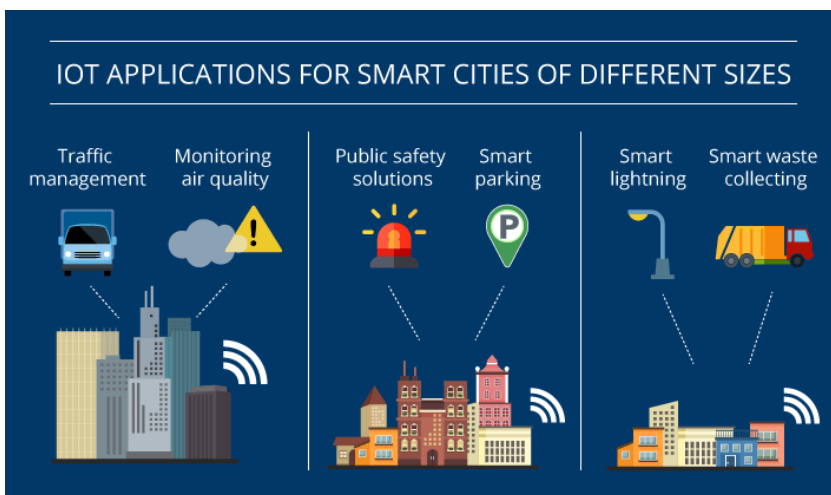 IOT APPLICATIONS FOR SMART CITIES OF DIFFERENT SIZES
Traffic
management
Monitoring
air quality
Public safety
solutions
Smart
parking
Smart
lightning
Smart waste
collecting
!
P